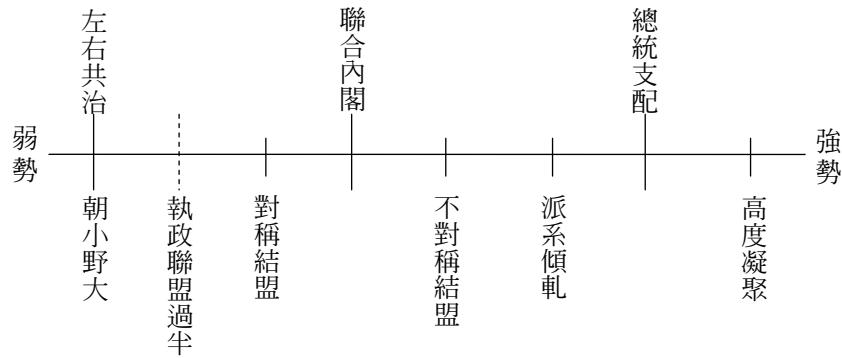 左右共治
聯合內閣
總統支配
弱勢
強勢
朝小野大
執政聯盟過半
對稱結盟
不對稱結盟
派系傾軋
高度凝聚